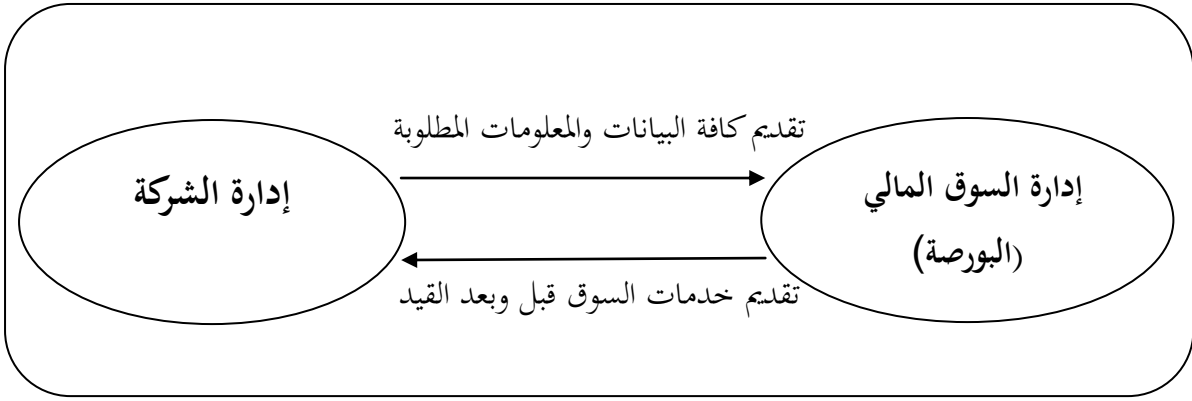 تقديم كافة البيانات والمعلومات المطلوبة
إدارة السوق المالي
(البورصة)
إدارة الشركة
تقديم خدمات السوق قبل وبعد القيد